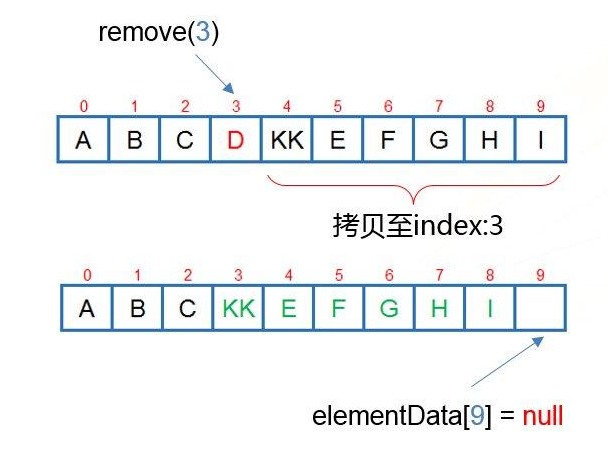 remove(3)
0 1 2 3 4 5 6 7 8 9
A B C D KK E F G H I
拷贝至index:3
0 1 2 3 4 5 6 7 8 9
A B C KK E F G H I
elementData[9] = null